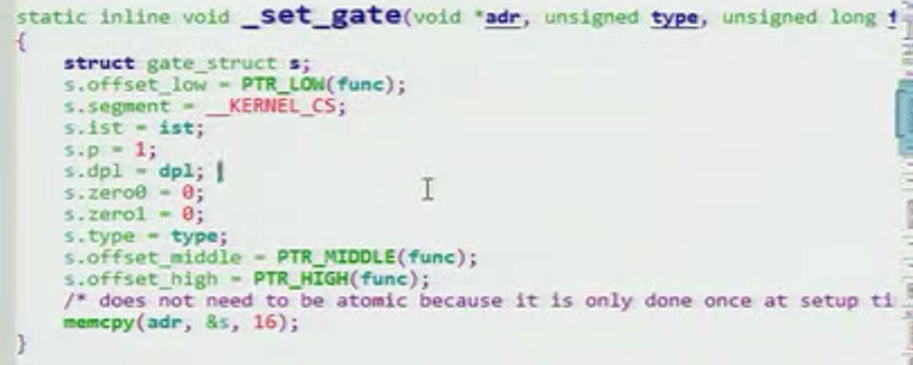 static inline void _set_gate(void *adr, unsigned type, unsigned long f
{
struct gate_struct s;
s.offset_low = PTR_LOW(func);
s.segment = __KERNEL_CS;
s.ist = ist;
s.p = 1;
s.dpl = dpl;
s.zero0 = 0;
s.zero1 = 0;
s.type = type;
s.offset_middle = PTR_MIDDLE(func);
s.offset_high = PTR_HIGH(func);
/* does not need to be atomic because it is only done once at setup ti
memcpy(adr, &s, 16);
}